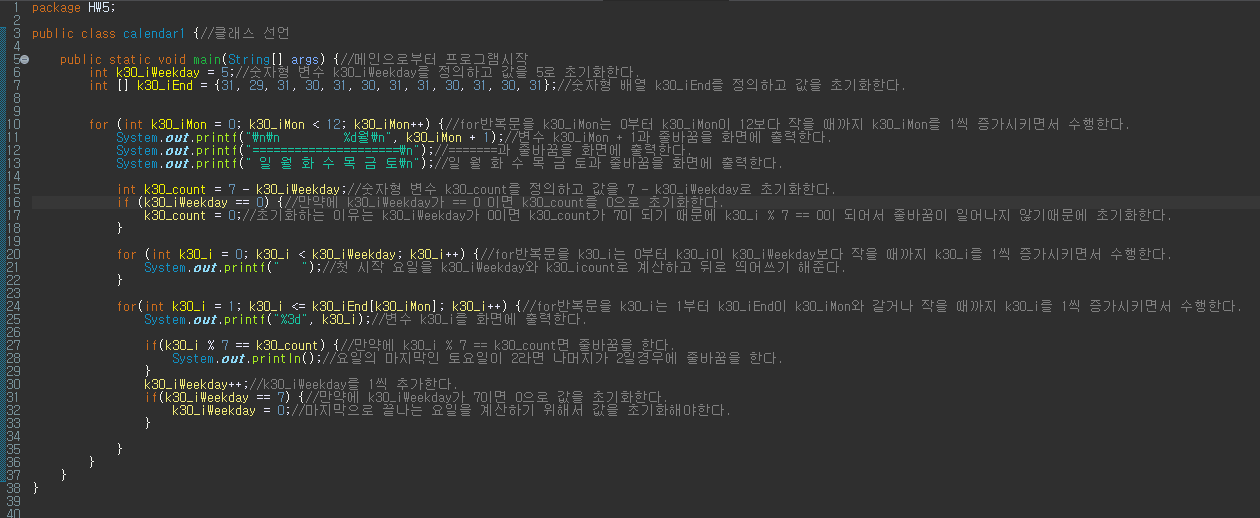 1 package HW5;
2
3 public class calendar1 {//클래스 선언
4
5 public static void main(String[] args) {//메인으로부터 프로그램시작
6 int k30_iWeekday = 5;//숫자형 변수 k30_iWeekday를 정의하고 값을 5로 초기화한다.
7 int [] k30_iEnd = {31, 29, 31, 30, 31, 30, 31, 31, 30, 31, 30, 31};//숫자형 배열 k30_iEnd를 정의하고 값을 초기화한다.
8
9
10 for (int k30_iMon = 0; k30_iMon < 12; k30_iMon++) {//for반복문을 k30_iMon는 0부터 k30_iMon이 12보다 작을 때까지 k30_iMon를 1씩 증가시키면서 수행한다.
11 System.out.printf("\n\n %d월\n", k30_iMon + 1);//변수 k30_iMon + 1과 줄바꿈을 화면에 출력한다.
12 System.out.printf("=====================\n");//=======과 줄바꿈을 화면에 출력한다.
13 System.out.printf(" 일 월 화 수 목 금 토\n");//일 월 화 수 목 금 토과 줄바꿈을 화면에 출력한다.
14
15 int k30_count = 7 - k30_iWeekday;//숫자형 변수 k30_count를 정의하고 값을 7 - k30_iWeekday로 초기화한다.
16 if (k30_iWeekday == 0) {//만약에 k30_iWeekday가 == 0 이면 k30_count를 0으로 초기화한다.
17 k30_count = 0;//초기화하는 이유는 k30_iWeekday가 0이면 k30_count가 7이 되기 때문에 k30_i % 7 == 0이 되어서 줄바꿈이 일어나지 않기때문에 초기화한다.
18 }
19
20 for (int k30_i = 0; k30_i < k30_iWeekday; k30_i++) {//for반복문을 k30_i는 0부터 k30_i이 k30_iWeekday보다 작을 때까지 k30_i를 1씩 증가시키면서 수행한다.
21 System.out.printf("   ");//첫 시작 요일을 k30_iWeekday와 k30_icount로 계산하고 뒤로 띄어쓰기 해준다.
22 }
23
24 for(int k30_i = 1; k30_i <= k30_iEnd[k30_iMon]; k30_i++) {//for반복문을 k30_i는 1부터 k30_iEnd이 k30_iMon와 같거나 작을 때까지 k30_i를 1씩 증가시키면서 수행한다.
25 System.out.printf("%3d", k30_i);//변수 k30_i를 화면에 출력한다.
26
27 if(k30_i % 7 == k30_count) {//만약에 k30_i % 7 == k30_count면 줄바꿈을 한다.
28 System.out.println();//요일의 마지막인 토요일이 2라면 나머지가 2일경우에 줄바꿈을 한다.
29 }
30 k30_iWeekday++;//k30_iWeekday를 1씩 추가한다.
31 if(k30_iWeekday == 7) {//만약에 k30_iWeekday가 7이면 0으로 값을 초기화한다.
32 k30_iWeekday = 0;//마지막으로 끝나는 요일을 계산하기 위해서 값을 초기화해야한다.
33 }
34
35 }
36 }
37 }
38 }
39
40